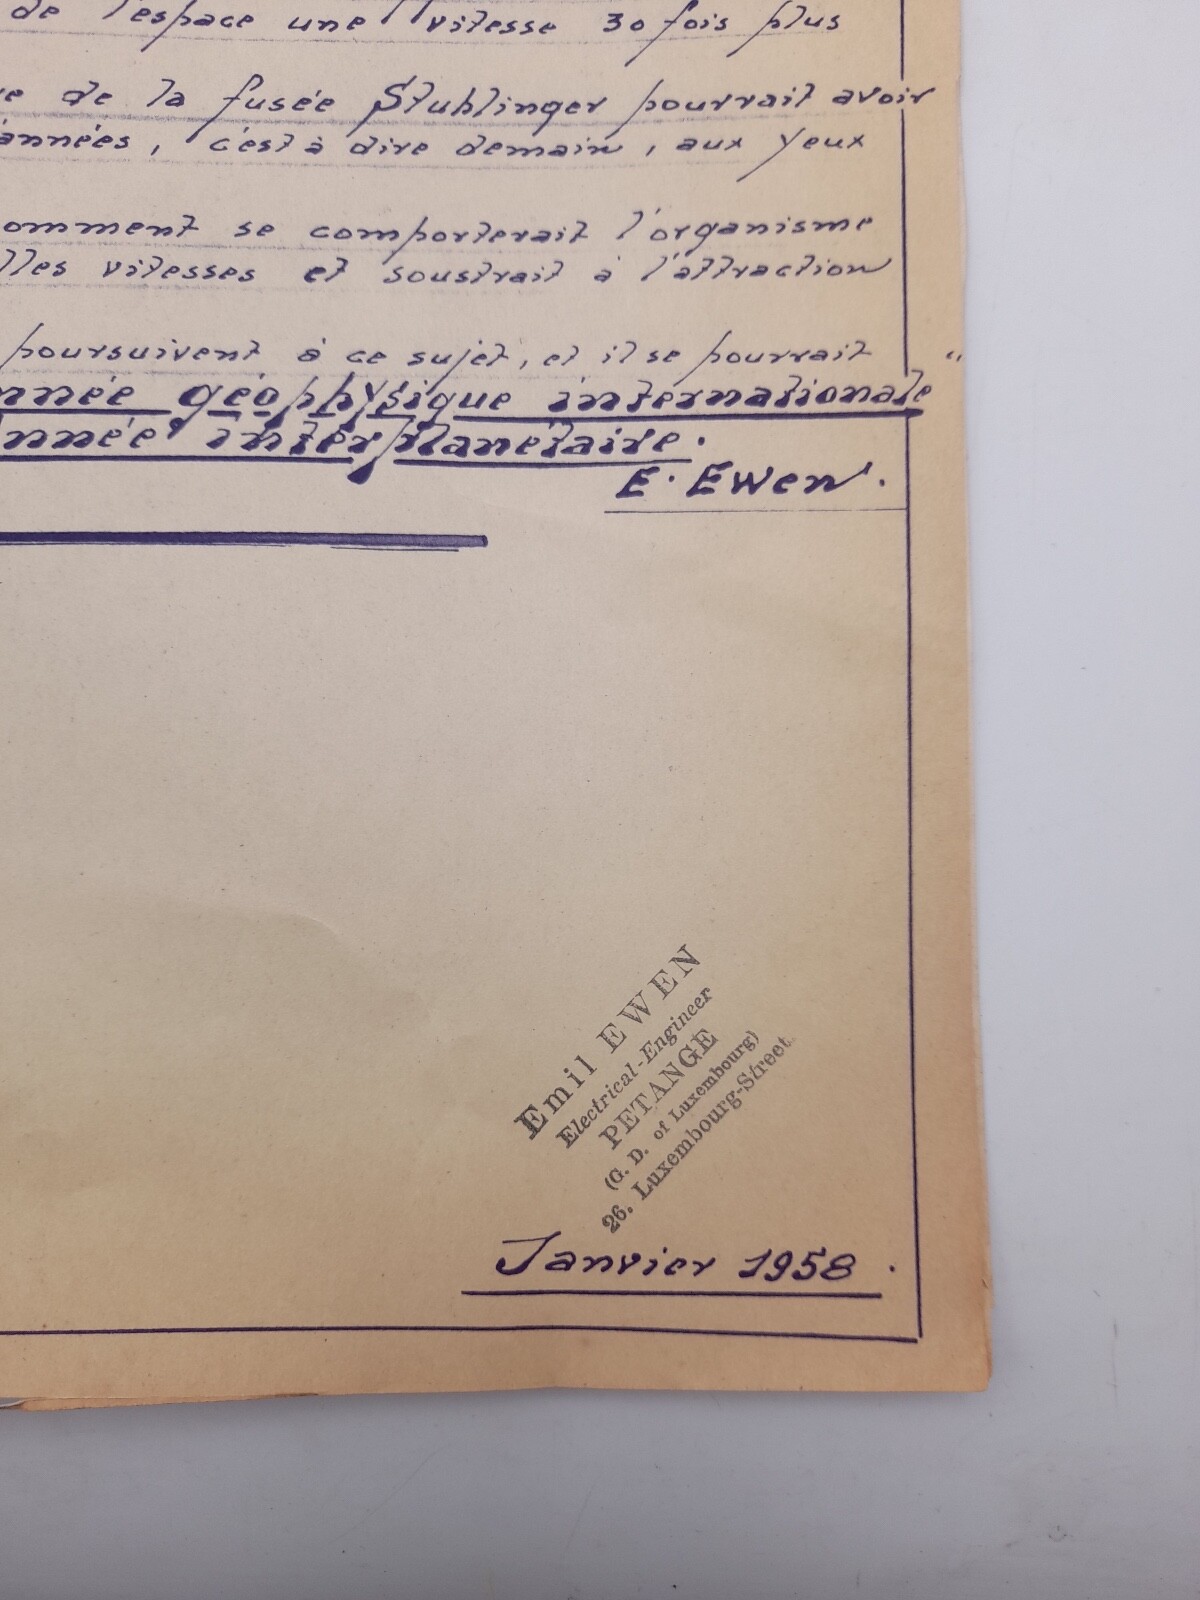 de l'espace une vitesse 30 fois plus
de la fusée Stuhlinger pourrait avoir
années, c'est à dire demain, aux yeux
omment se comporterait l'organisme
lles vitesses et soustrait à l'attraction
poursuivent à ce sujet, et il se pourrait "
nnée géophysique internationale
nnée interplanétaire.
E. Ewen.
Emil EWEN
Electrical-Engineer
PETANGE
(G. D. of Luxembourg)
26. Luxembourg-Street
Janvier 1958.